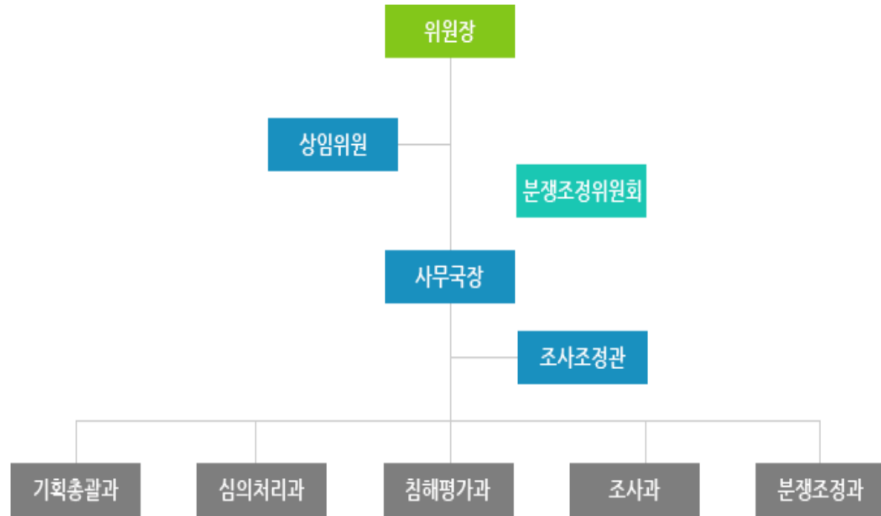 위원장
상임위원
분쟁조정위원회
사무국장
조사조정관
기획총괄과
심의처리과
침해평가과
조사과
분쟁조정과